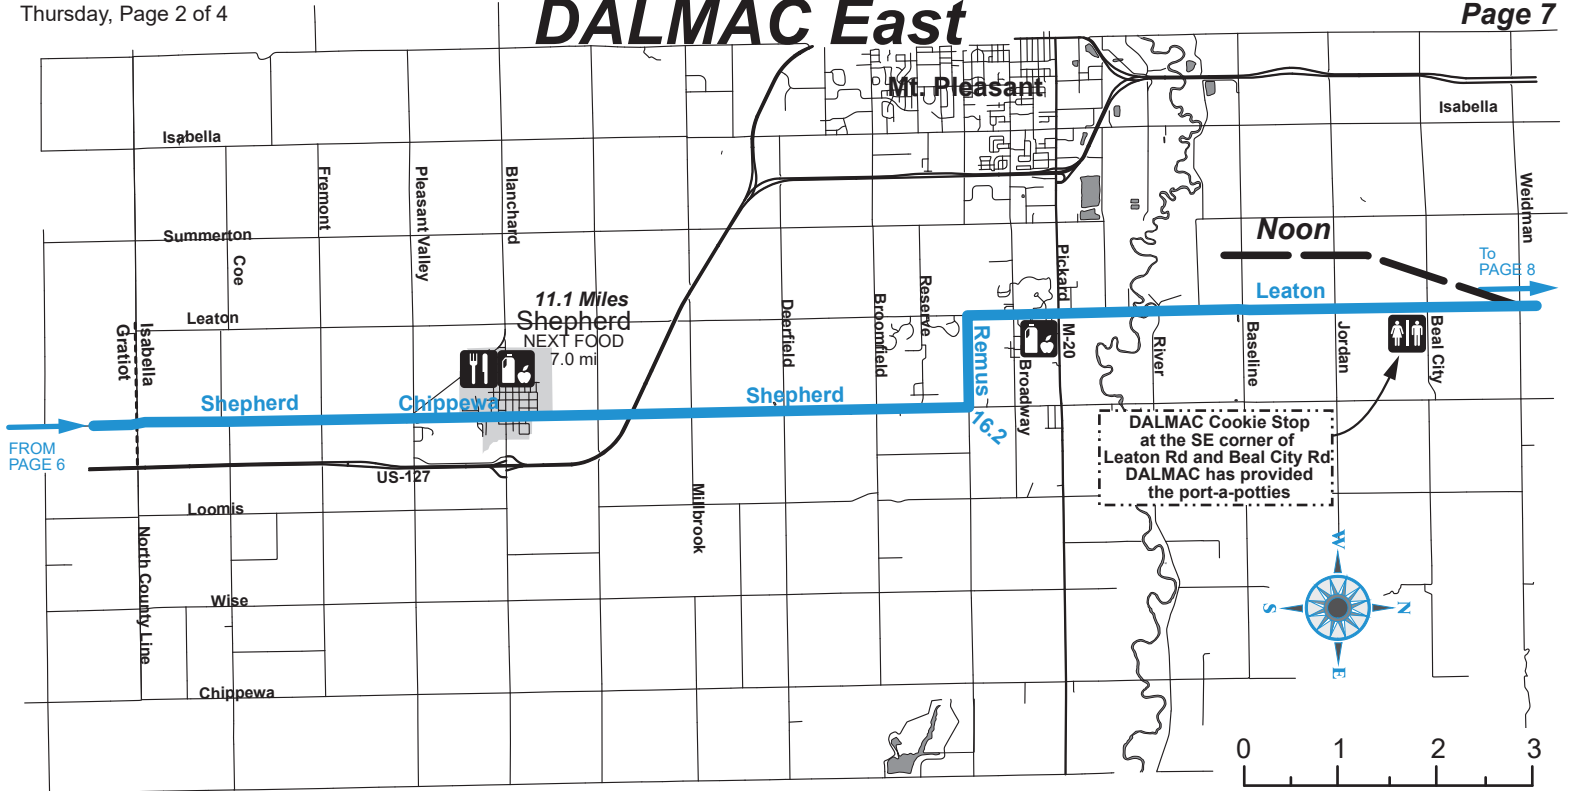 Thursday, Page 2 of 4
DALMAC East
Page 7
Mt. Pleasant
Isabella
Isabella
Fremont
Pleasant Valley
Blanchard
Weidman
Summerton
Coe
Noon
To
PAGE 8
Pickard
Leaton
11.1 Miles
Shepherd
NEXT FOOD
7.0 mi
Leaton
Gratiot
Isabella
Deerfield
Broomfield
Reserve
Remus
16.2
Broadway
M-20
River
Baseline
Jordan
Beal City
Shepherd
Chippewa
Shepherd
FROM
PAGE 6
DALMAC Cookie Stop
at the SE corner of
Leaton Rd and Beal City Rd
DALMAC has provided
the port-a-potties
US-127
Loomis
Millbrook
North County Line
Wise
Chippewa
W
S
N
E
0 1 2 3